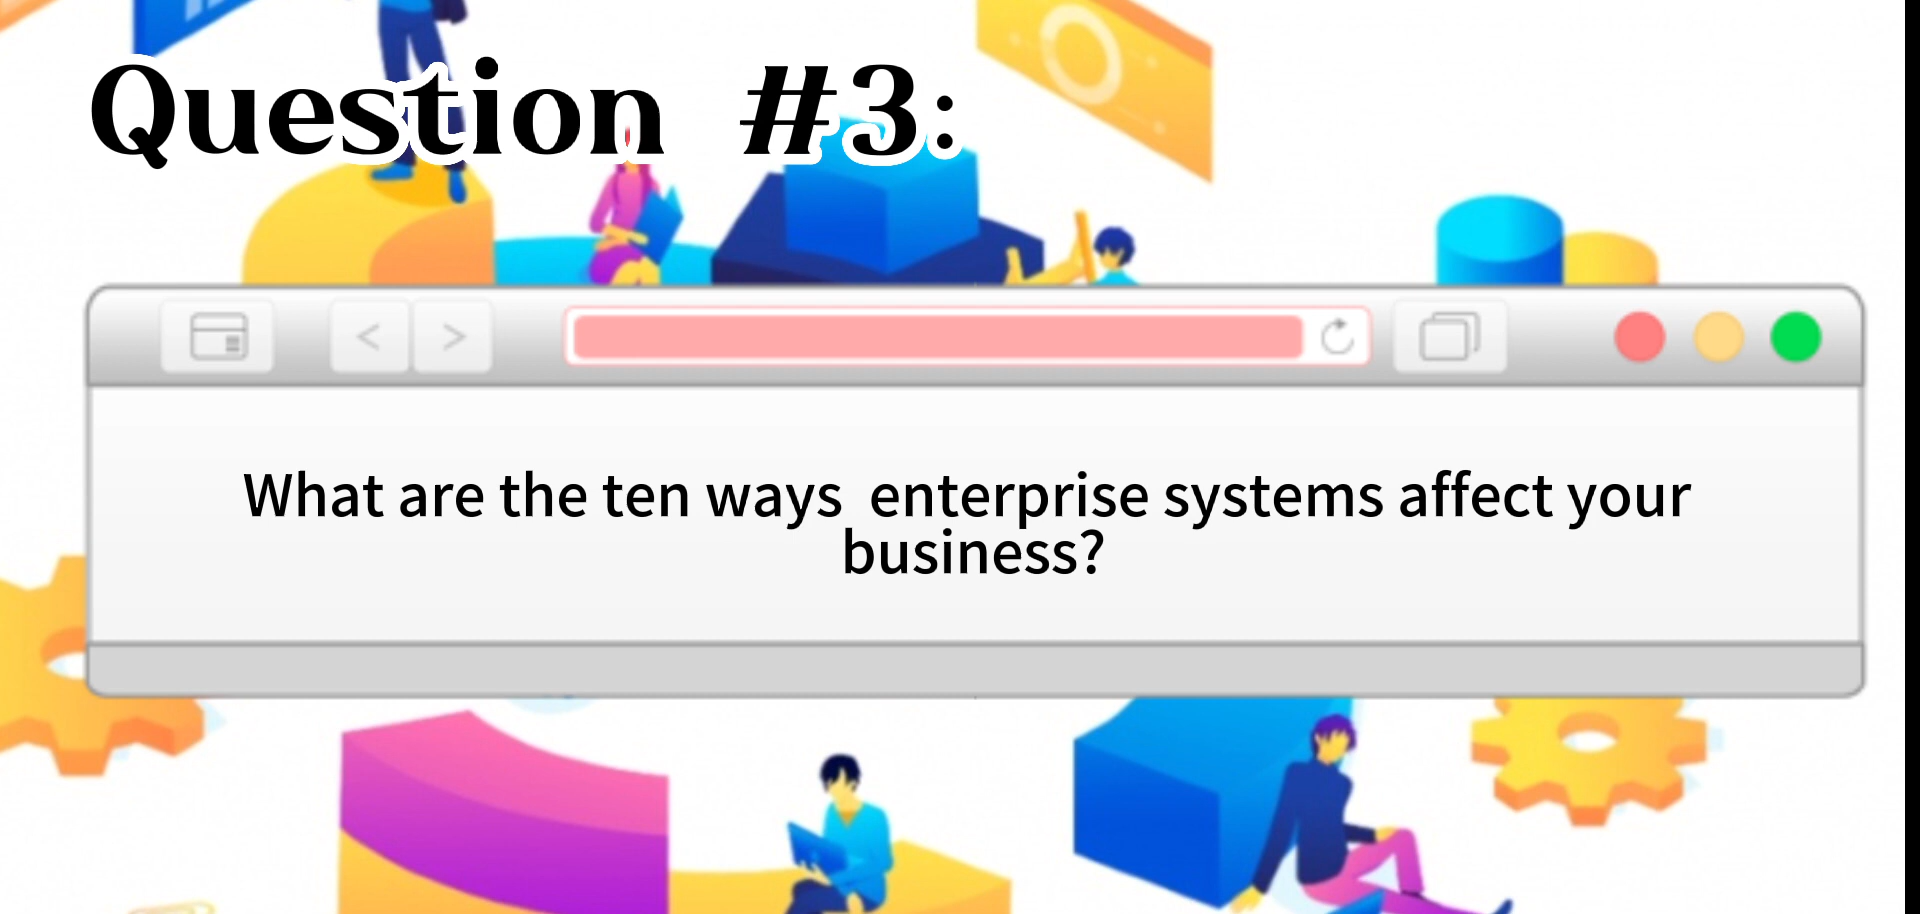 Question #3:
What are the ten ways enterprise systems affect your
business?